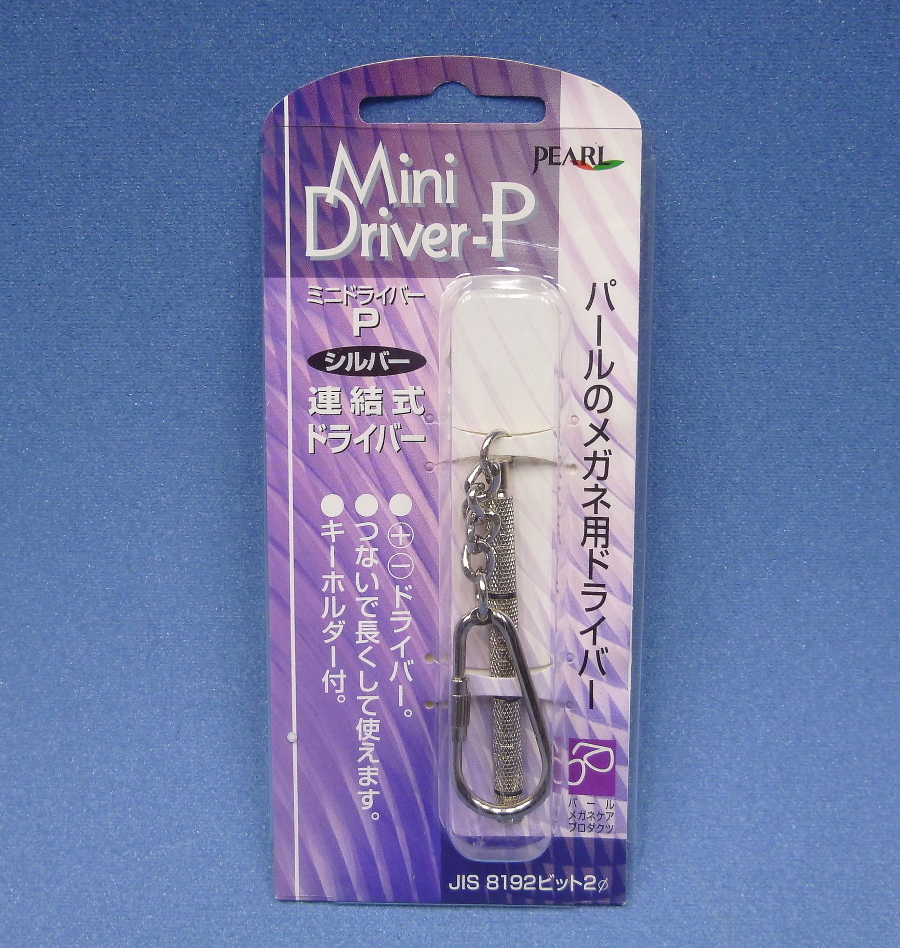 PEARL
Mini
Driver-P
ミニドライバー
P
シルバー
連結式
ドライバー
パールのメガネ用ドライバー
●⊕⊖ドライバー。
●つないで長くして使えます。
●キーホルダー付。
パール
メガネケア
プロダクツ
JIS 8192ビット2φ